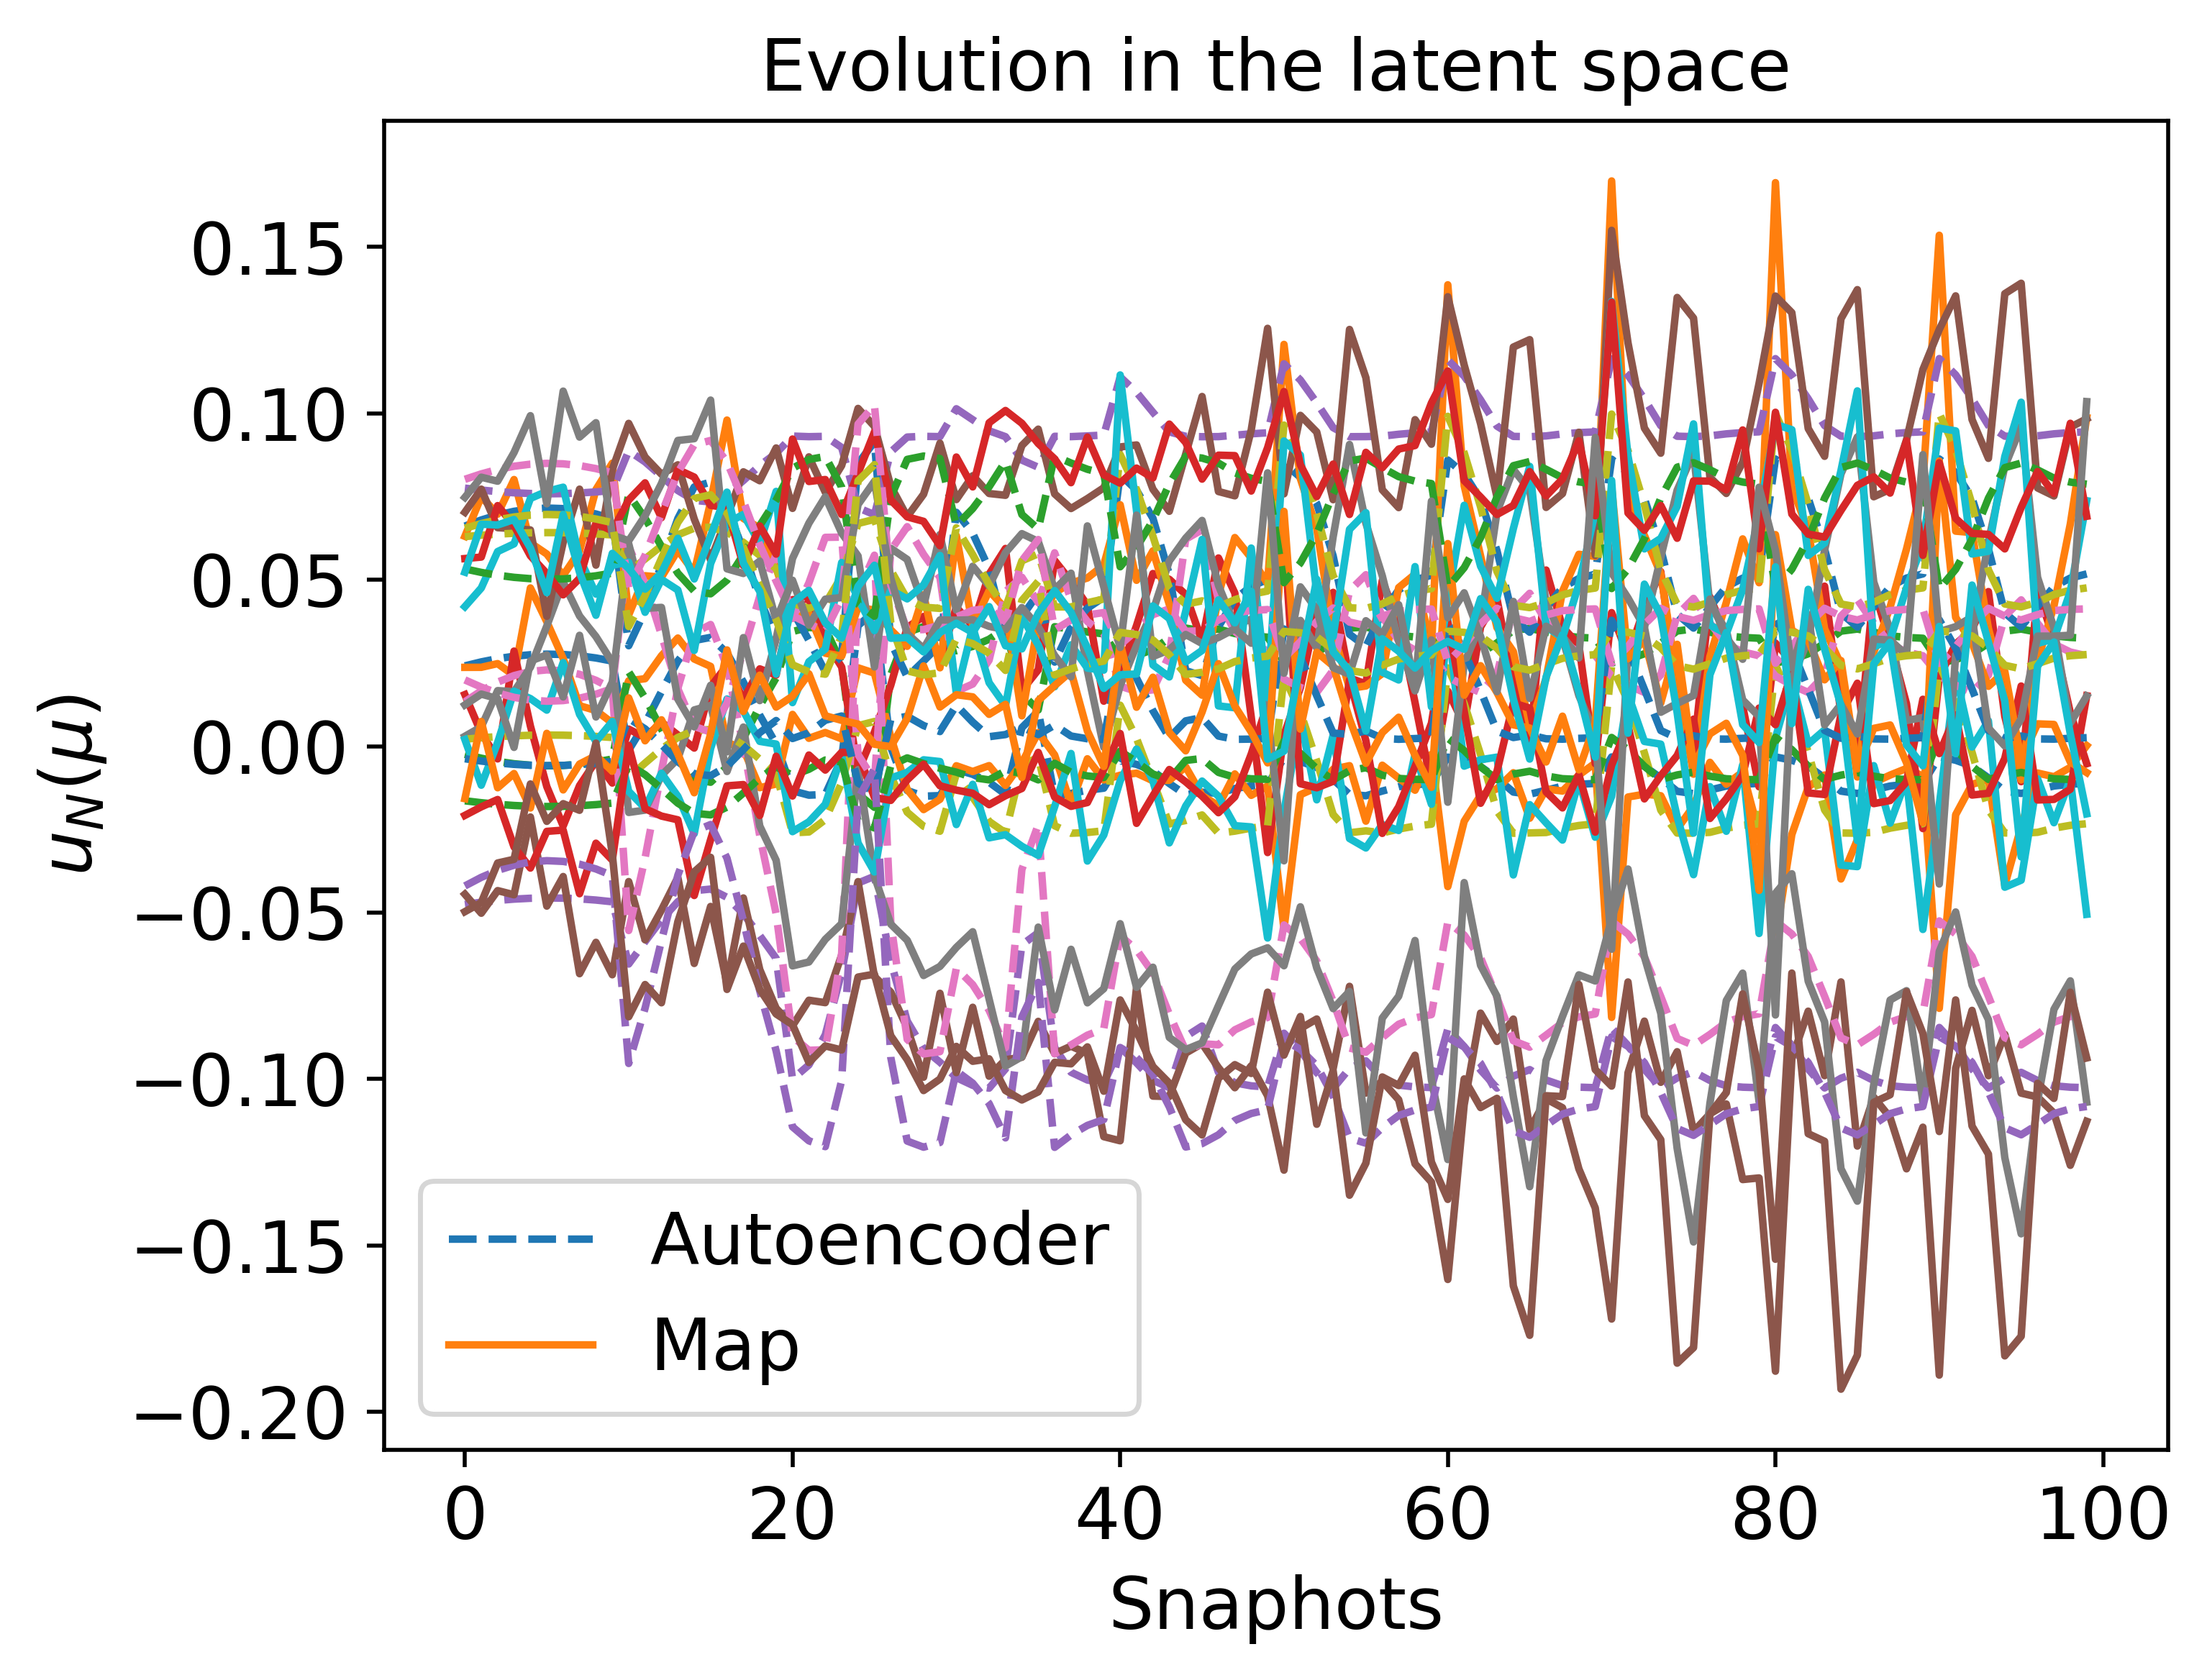 Evolution in the latent space
0.15
0.10
0.05
0.00
−0.05
−0.10
−0.15
−0.20
u_N(μ)
Autoencoder
Map
0 20 40 60 80 100
Snaphots